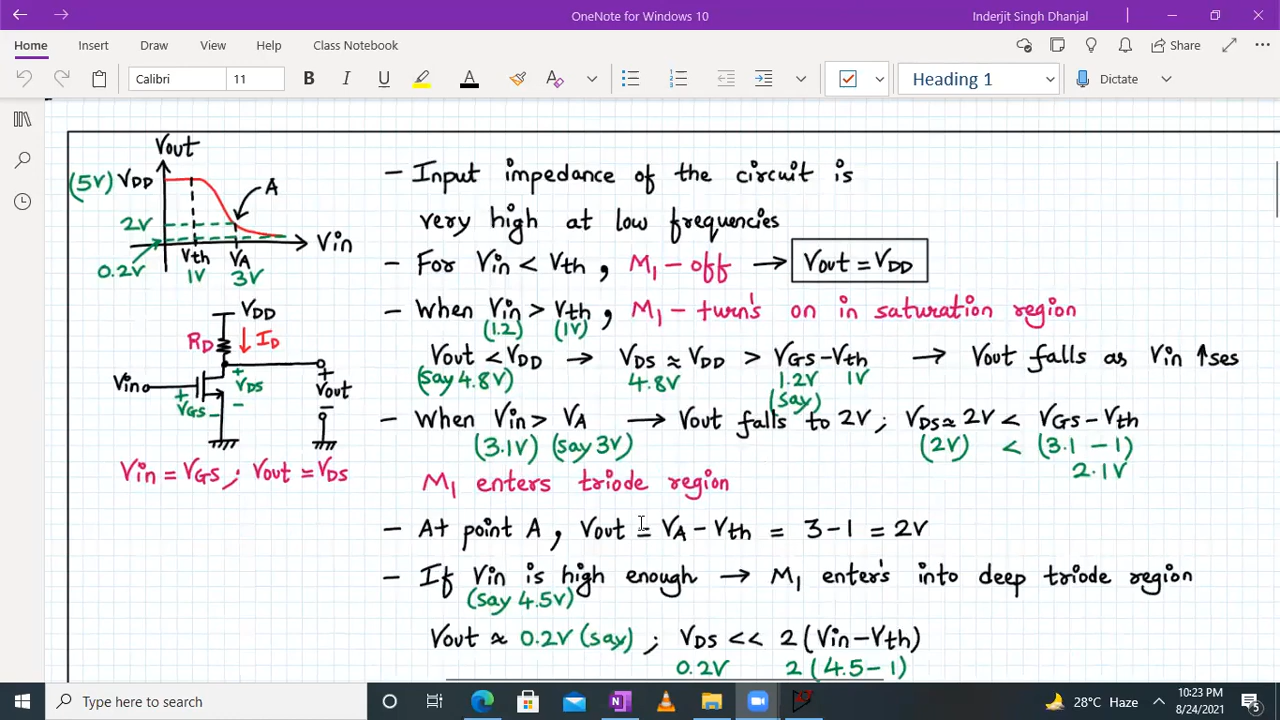 OneNote for Windows 10
Inderjit Singh Dhanjal
Home Insert Draw View Help Class Notebook
Share
Calibri 11 B I U A Heading 1 Dictate
Vout
(5V) VDD
A
2V
Vin
0.2V
Vth VA
1V 3V
VDD
RD ID
Vin + VDS + Vout
+ VGS - - -
Vin = VGS ; Vout = VDS
- Input impedance of the circuit is
very high at low frequencies
- For Vin < Vth , M1 - off → Vout = VDD
- When Vin > Vth , M1 - turn's on in saturation region
(1.2) (1V)
Vout < VDD → VDS ≈ VDD > VGS - Vth → Vout falls as Vin ↑ses
(say 4.8V) 4.8V 1.2V 1V
(say)
- When Vin > VA → Vout falls to 2V ; VDS ≈ 2V < VGS - Vth
(3.1V) (say 3V) (2V) < (3.1 - 1)
2.1V
M1 enters triode region
- At point A , Vout = VA - Vth = 3 - 1 = 2V
- If Vin is high enough → M1 enter's into deep triode region
(say 4.5V)
Vout ≈ 0.2V (say) ; VDS << 2 (Vin - Vth)
0.2V 2 (4.5 - 1)
Type here to search
28°C Haze
10:23 PM
8/24/2021
5